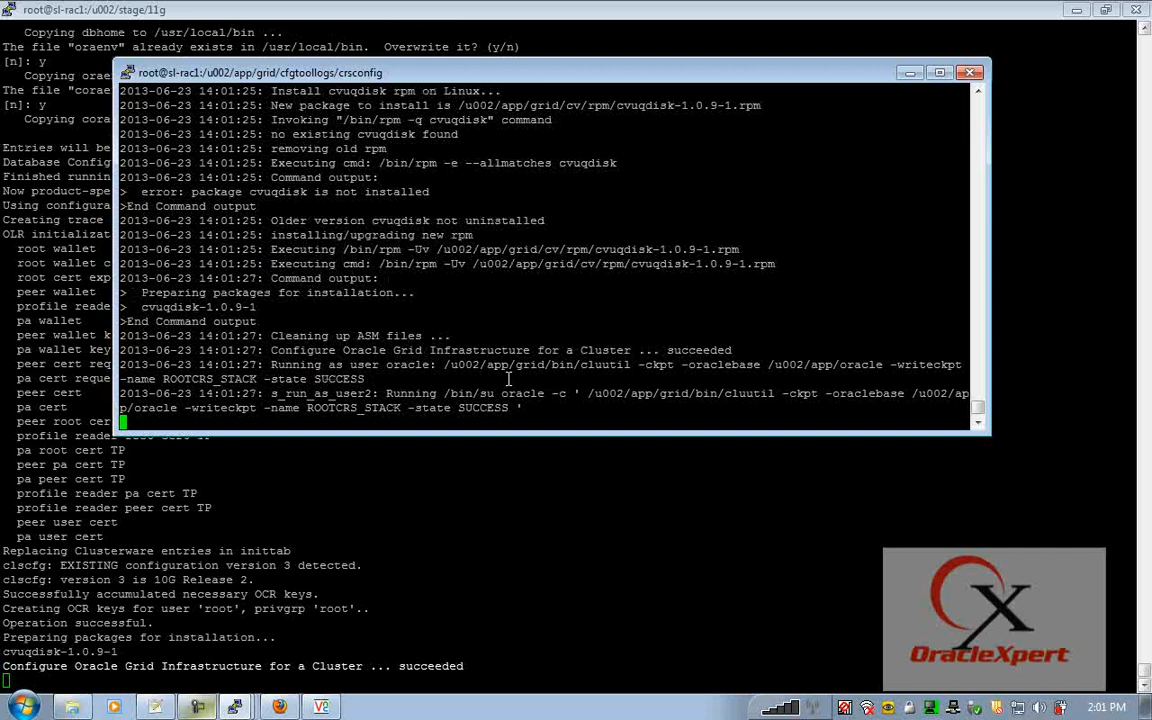 root@sl-rac1:/u002/stage/11g
Copying dbhome to /usr/local/bin ...
The file "oraenv" already exists in /usr/local/bin.  Overwrite it? (y/n)
[n]: y
Copying orae
The file "corae
[n]: y
Copying cora
Entries will be
Database Config
Finished runnin
Now product-spe
Using configura
Creating trace
OLR initializat
root wallet
root wallet c
root cert exp
peer wallet
profile reade
pa wallet
peer wallet k
pa wallet key
peer cert req
pa cert reque
peer cert
pa cert
peer root cer
profile reader root cert TP
pa root cert TP
peer pa cert TP
pa peer cert TP
profile reader pa cert TP
profile reader peer cert TP
peer user cert
pa user cert
Replacing Clusterware entries in inittab
clscfg: EXISTING configuration version 3 detected.
clscfg: version 3 is 10G Release 2.
Successfully accumulated necessary OCR keys.
Creating OCR keys for user 'root', privgrp 'root'..
Operation successful.
Preparing packages for installation...
cvuqdisk-1.0.9-1
Configure Oracle Grid Infrastructure for a Cluster ... succeeded
root@sl-rac1:/u002/app/grid/cfgtoollogs/crsconfig
2013-06-23 14:01:25: Install cvuqdisk rpm on Linux...
2013-06-23 14:01:25: New package to install is /u002/app/grid/cv/rpm/cvuqdisk-1.0.9-1.rpm
2013-06-23 14:01:25: Invoking "/bin/rpm -q cvuqdisk" command
2013-06-23 14:01:25: no existing cvuqdisk found
2013-06-23 14:01:25: removing old rpm
2013-06-23 14:01:25: Executing cmd: /bin/rpm -e --allmatches cvuqdisk
2013-06-23 14:01:25: Command output:
>  error: package cvuqdisk is not installed
>End Command output
2013-06-23 14:01:25: Older version cvuqdisk not uninstalled
2013-06-23 14:01:25: installing/upgrading new rpm
2013-06-23 14:01:25: Executing /bin/rpm -Uv /u002/app/grid/cv/rpm/cvuqdisk-1.0.9-1.rpm
2013-06-23 14:01:25: Executing cmd: /bin/rpm -Uv /u002/app/grid/cv/rpm/cvuqdisk-1.0.9-1.rpm
2013-06-23 14:01:27: Command output:
>  Preparing packages for installation...
>  cvuqdisk-1.0.9-1
>End Command output
2013-06-23 14:01:27: Cleaning up ASM files ...
2013-06-23 14:01:27: Configure Oracle Grid Infrastructure for a Cluster ... succeeded
2013-06-23 14:01:27: Running as user oracle: /u002/app/grid/bin/cluutil -ckpt -oraclebase /u002/app/oracle -writeckpt
-name ROOTCRS_STACK -state SUCCESS
2013-06-23 14:01:27: s_run_as_user2: Running /bin/su oracle -c ' /u002/app/grid/bin/cluutil -ckpt -oraclebase /u002/ap
p/oracle -writeckpt -name ROOTCRS_STACK -state SUCCESS '
OracleXpert
V2
2:01 PM